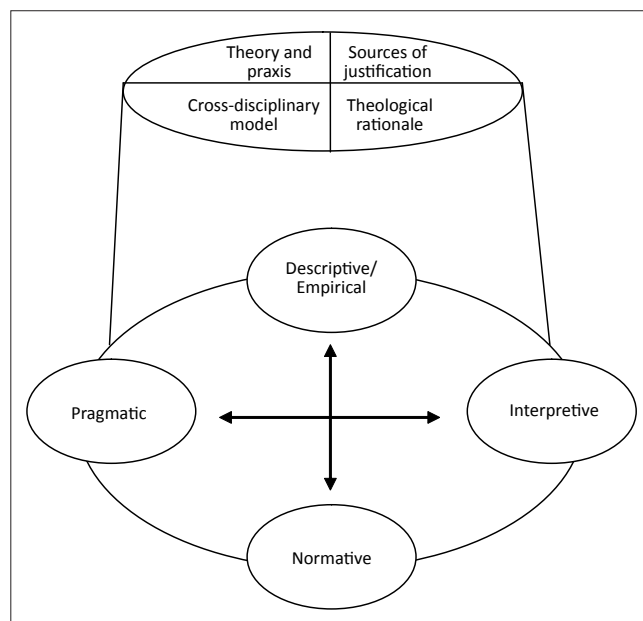 Theory and
praxis
Sources of
justification
Cross-disciplinary
model
Theological
rationale
Descriptive/
Empirical
Pragmatic
Interpretive
Normative